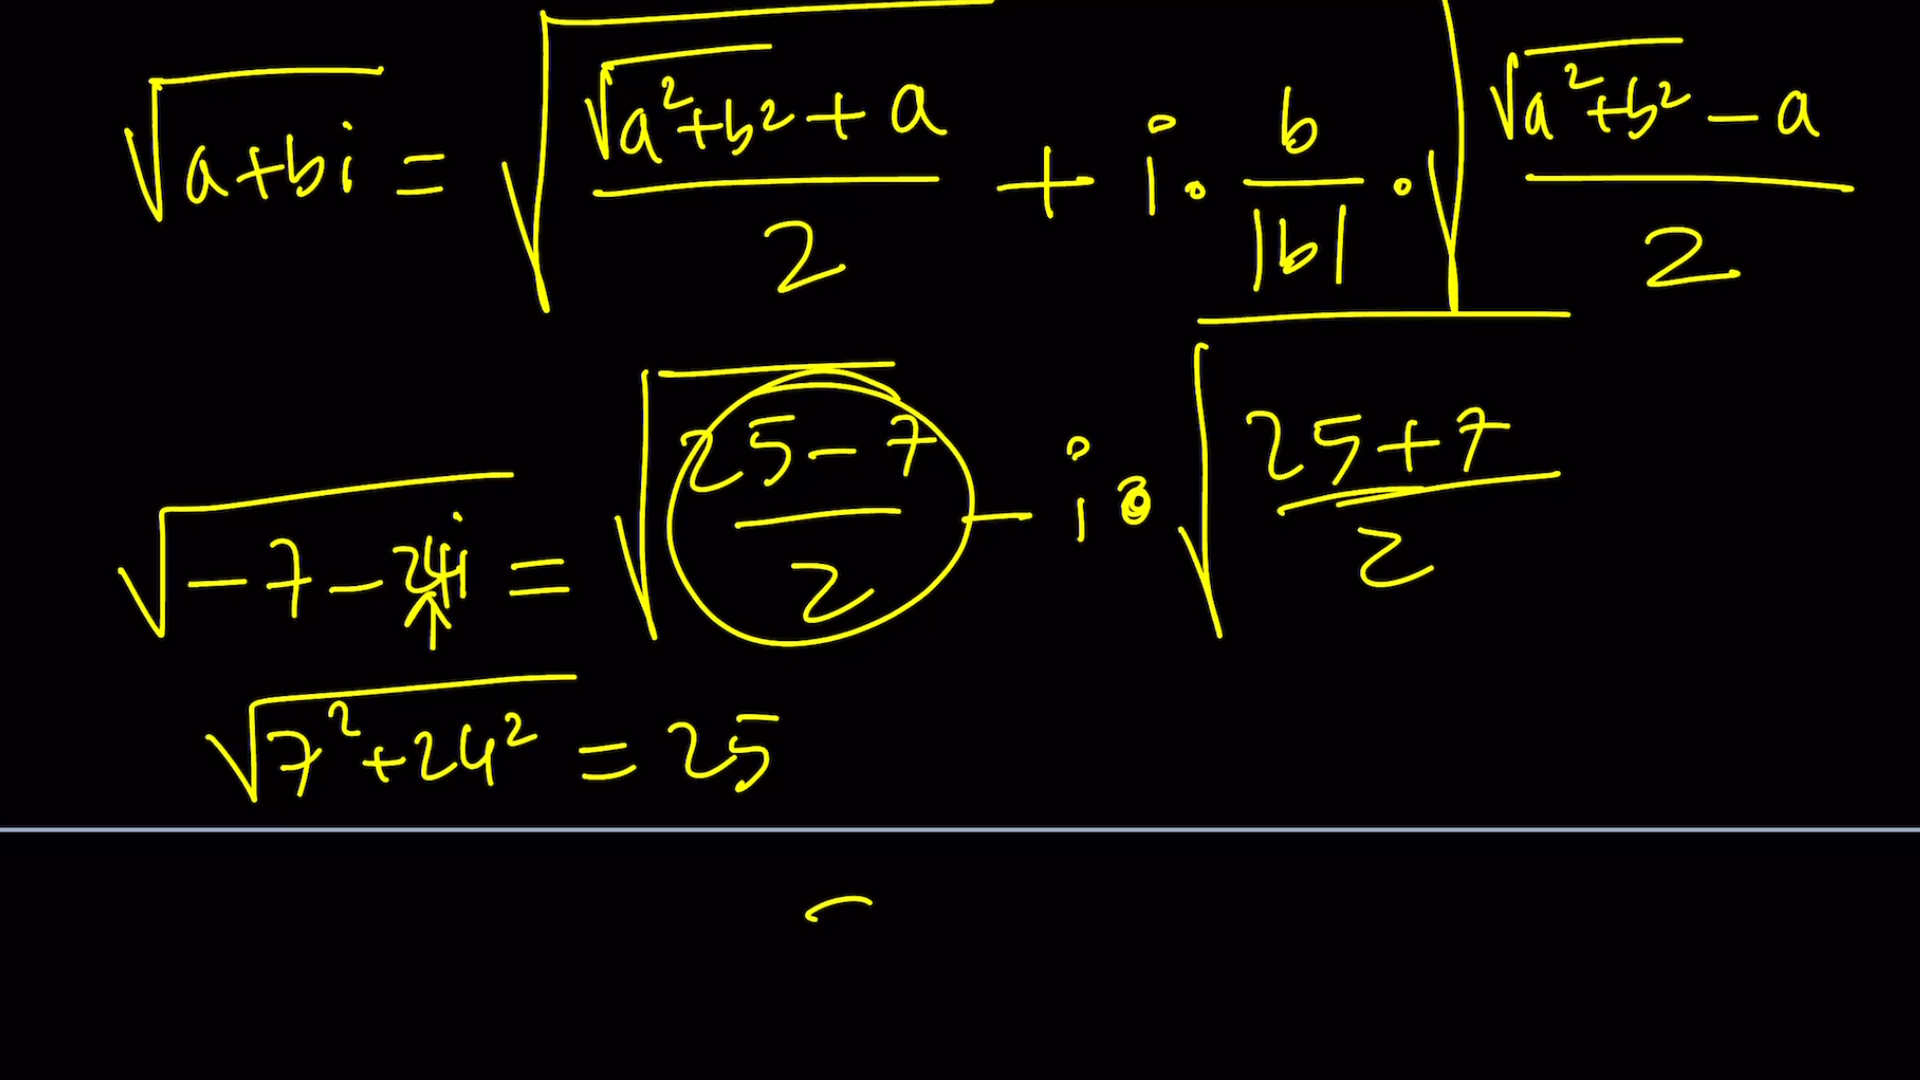 √(a+bi) = √((√(a²+b²) + a)/2) + i · b/|b| · √((√(a²+b²) − a)/2)
√(−7−24i) = √((25−7)/2) − i · √((25+7)/2)
√(7²+24²) = 25